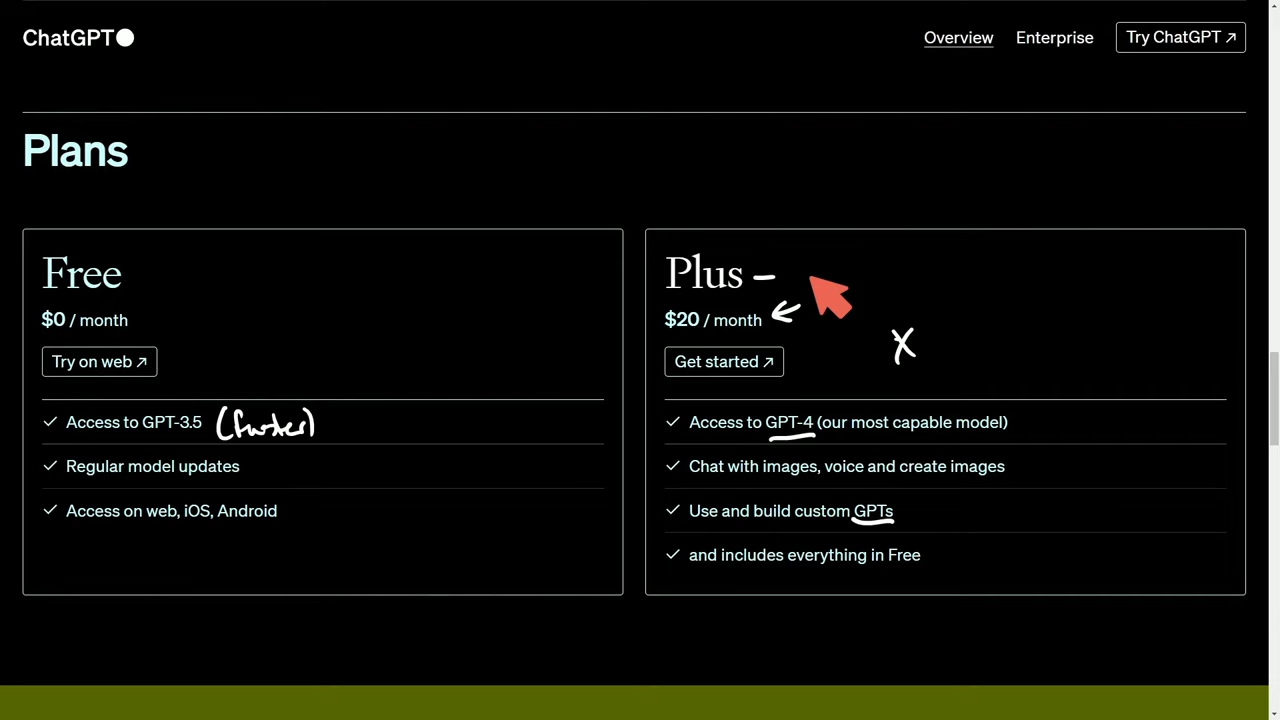 ChatGPT
Overview Enterprise Try ChatGPT ↗
Plans
Free
$0 / month
Try on web ↗
✓ Access to GPT-3.5 (faster)
✓ Regular model updates
✓ Access on web, iOS, Android
Plus –
$20 / month ←
X
Get started ↗
✓ Access to GPT-4 (our most capable model)
✓ Chat with images, voice and create images
✓ Use and build custom GPTs
✓ and includes everything in Free